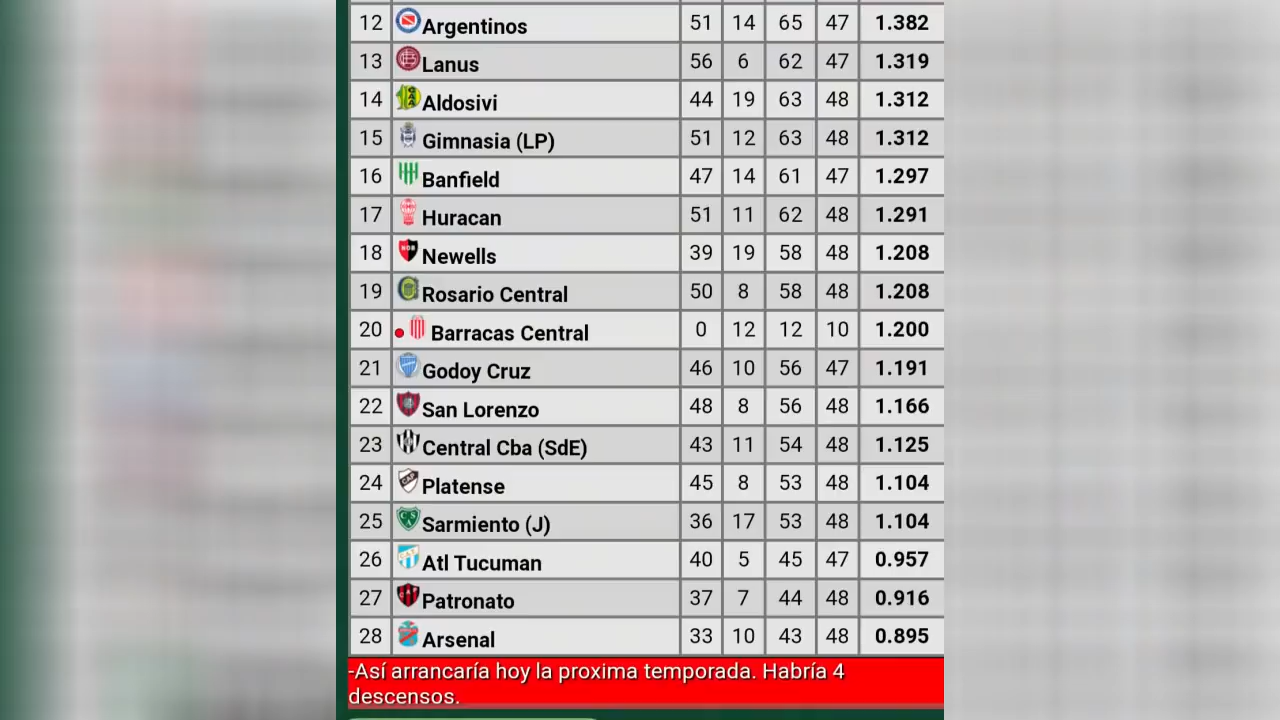 12 Argentinos 51 14 65 47 1.382
13 Lanus 56 6 62 47 1.319
14 Aldosivi 44 19 63 48 1.312
15 Gimnasia (LP) 51 12 63 48 1.312
16 Banfield 47 14 61 47 1.297
17 Huracan 51 11 62 48 1.291
18 Newells 39 19 58 48 1.208
19 Rosario Central 50 8 58 48 1.208
20 Barracas Central 0 12 12 10 1.200
21 Godoy Cruz 46 10 56 47 1.191
22 San Lorenzo 48 8 56 48 1.166
23 Central Cba (SdE) 43 11 54 48 1.125
24 Platense 45 8 53 48 1.104
25 Sarmiento (J) 36 17 53 48 1.104
26 Atl Tucuman 40 5 45 47 0.957
27 Patronato 37 7 44 48 0.916
28 Arsenal 33 10 43 48 0.895
-Así arrancaría hoy la proxima temporada. Habría 4
descensos.